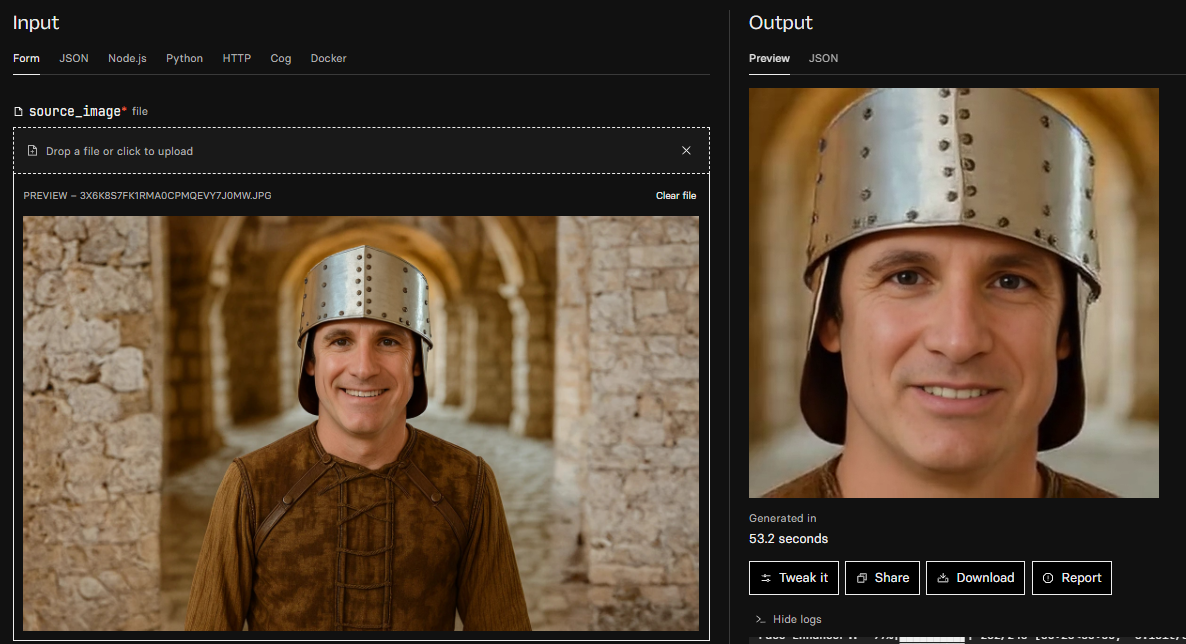 Input
Form JSON Node.js Python HTTP Cog Docker
source_image* file
Drop a file or click to upload
PREVIEW – 3X6K8S7FK1RMA0CPMQEVY7J0MW.JPG
Clear file
Output
Preview JSON
Generated in
53.2 seconds
Tweak it Share Download Report
Hide logs